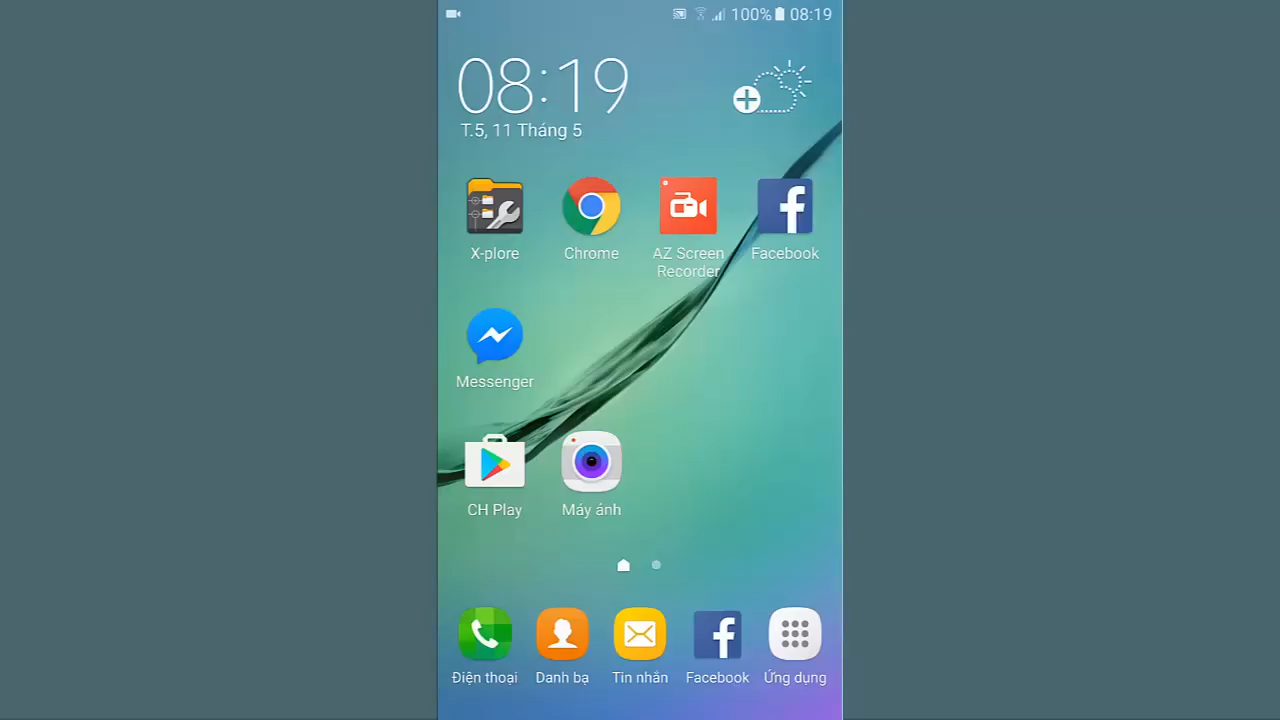 100% 08:19
08:19
T.5, 11 Tháng 5
X-plore
Chrome
AZ Screen
Recorder
Facebook
Messenger
CH Play
Máy ảnh
Điện thoại
Danh bạ
Tin nhắn
Facebook
Ứng dụng